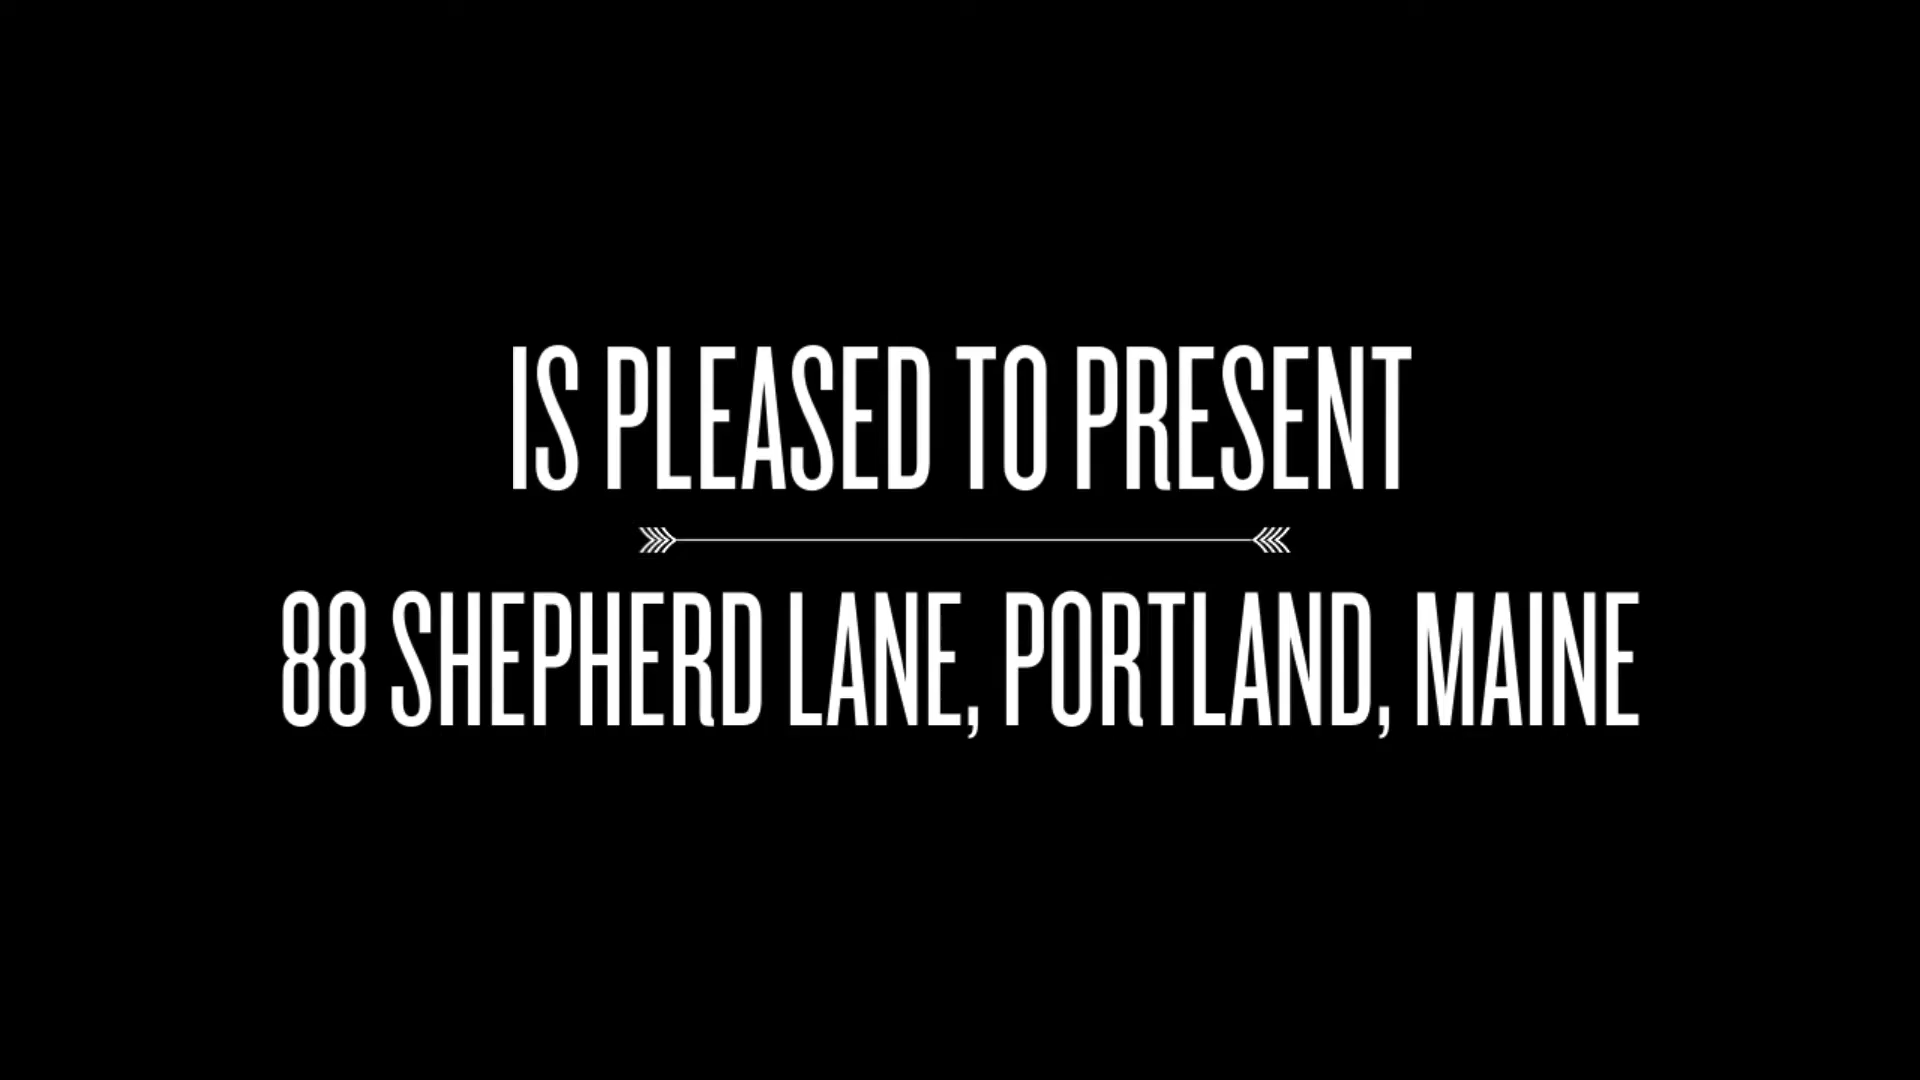 IS PLEASED TO PRESENT
88 SHEPHERD LANE, PORTLAND, MAINE